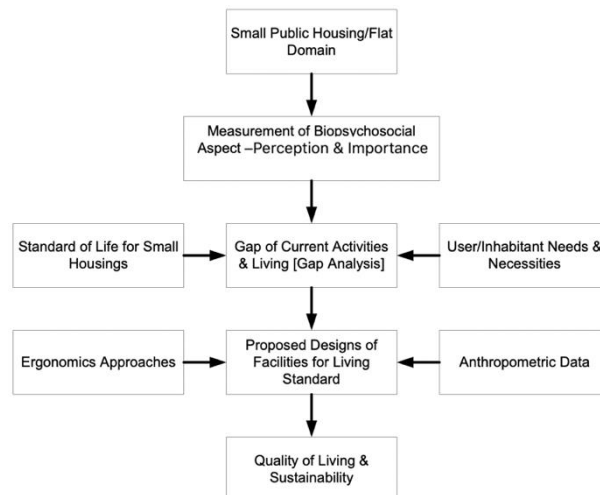 Small Public Housing/Flat
Domain
Measurement of Biopsychosocial
Aspect –Perception & Importance
Standard of Life for Small
Housings
Gap of Current Activities
& Living [Gap Analysis]
User/Inhabitant Needs &
Necessities
Ergonomics Approaches
Proposed Designs of
Facilities for Living
Standard
Anthropometric Data
Quality of Living &
Sustainability